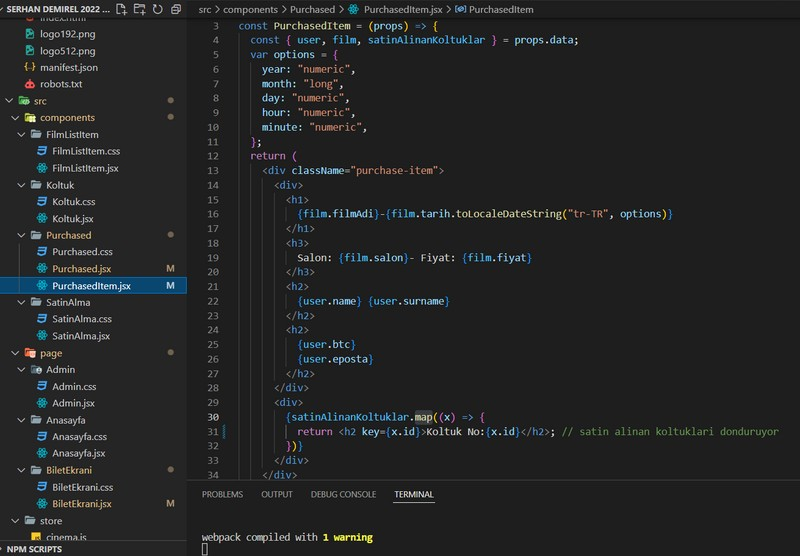 SERHAN DEMIREL 2022 ...
index.html
logo192.png
logo512.png
manifest.json
robots.txt
src
components
FilmListItem
FilmListItem.css
FilmListItem.jsx
Koltuk
Koltuk.css
Koltuk.jsx
Purchased
Purchased.css
Purchased.jsx M
PurchasedItem.jsx M
SatinAlma
SatinAlma.css
SatinAlma.jsx
page
Admin
Admin.css
Admin.jsx
Anasayfa
Anasayfa.css
Anasayfa.jsx
BiletEkrani
BiletEkrani.css
BiletEkrani.jsx M
store
cinema.js
NPM SCRIPTS
src > components > Purchased > PurchasedItem.jsx > PurchasedItem
3 const PurchasedItem = (props) => {
4 const { user, film, satinAlinanKoltuklar } = props.data;
5 var options = {
6 year: "numeric",
7 month: "long",
8 day: "numeric",
9 hour: "numeric",
10 minute: "numeric",
11 };
12 return (
13 <div className="purchase-item">
14 <div>
15 <h1>
16 {film.filmAdi}-{film.tarih.toLocaleDateString("tr-TR", options)}
17 </h1>
18 <h3>
19 Salon: {film.salon}- Fiyat: {film.fiyat}
20 </h3>
21 <h2>
22 {user.name} {user.surname}
23 </h2>
24 <h2>
25 {user.btc}
26 {user.eposta}
27 </h2>
28 </div>
29 <div>
30 {satinAlinanKoltuklar.map((x) => {
31 return <h2 key={x.id}>Koltuk No:{x.id}</h2>; // satin alinan koltuklari donduruyor
32 })}
33 </div>
34 </div>
PROBLEMS OUTPUT DEBUG CONSOLE TERMINAL
webpack compiled with 1 warning